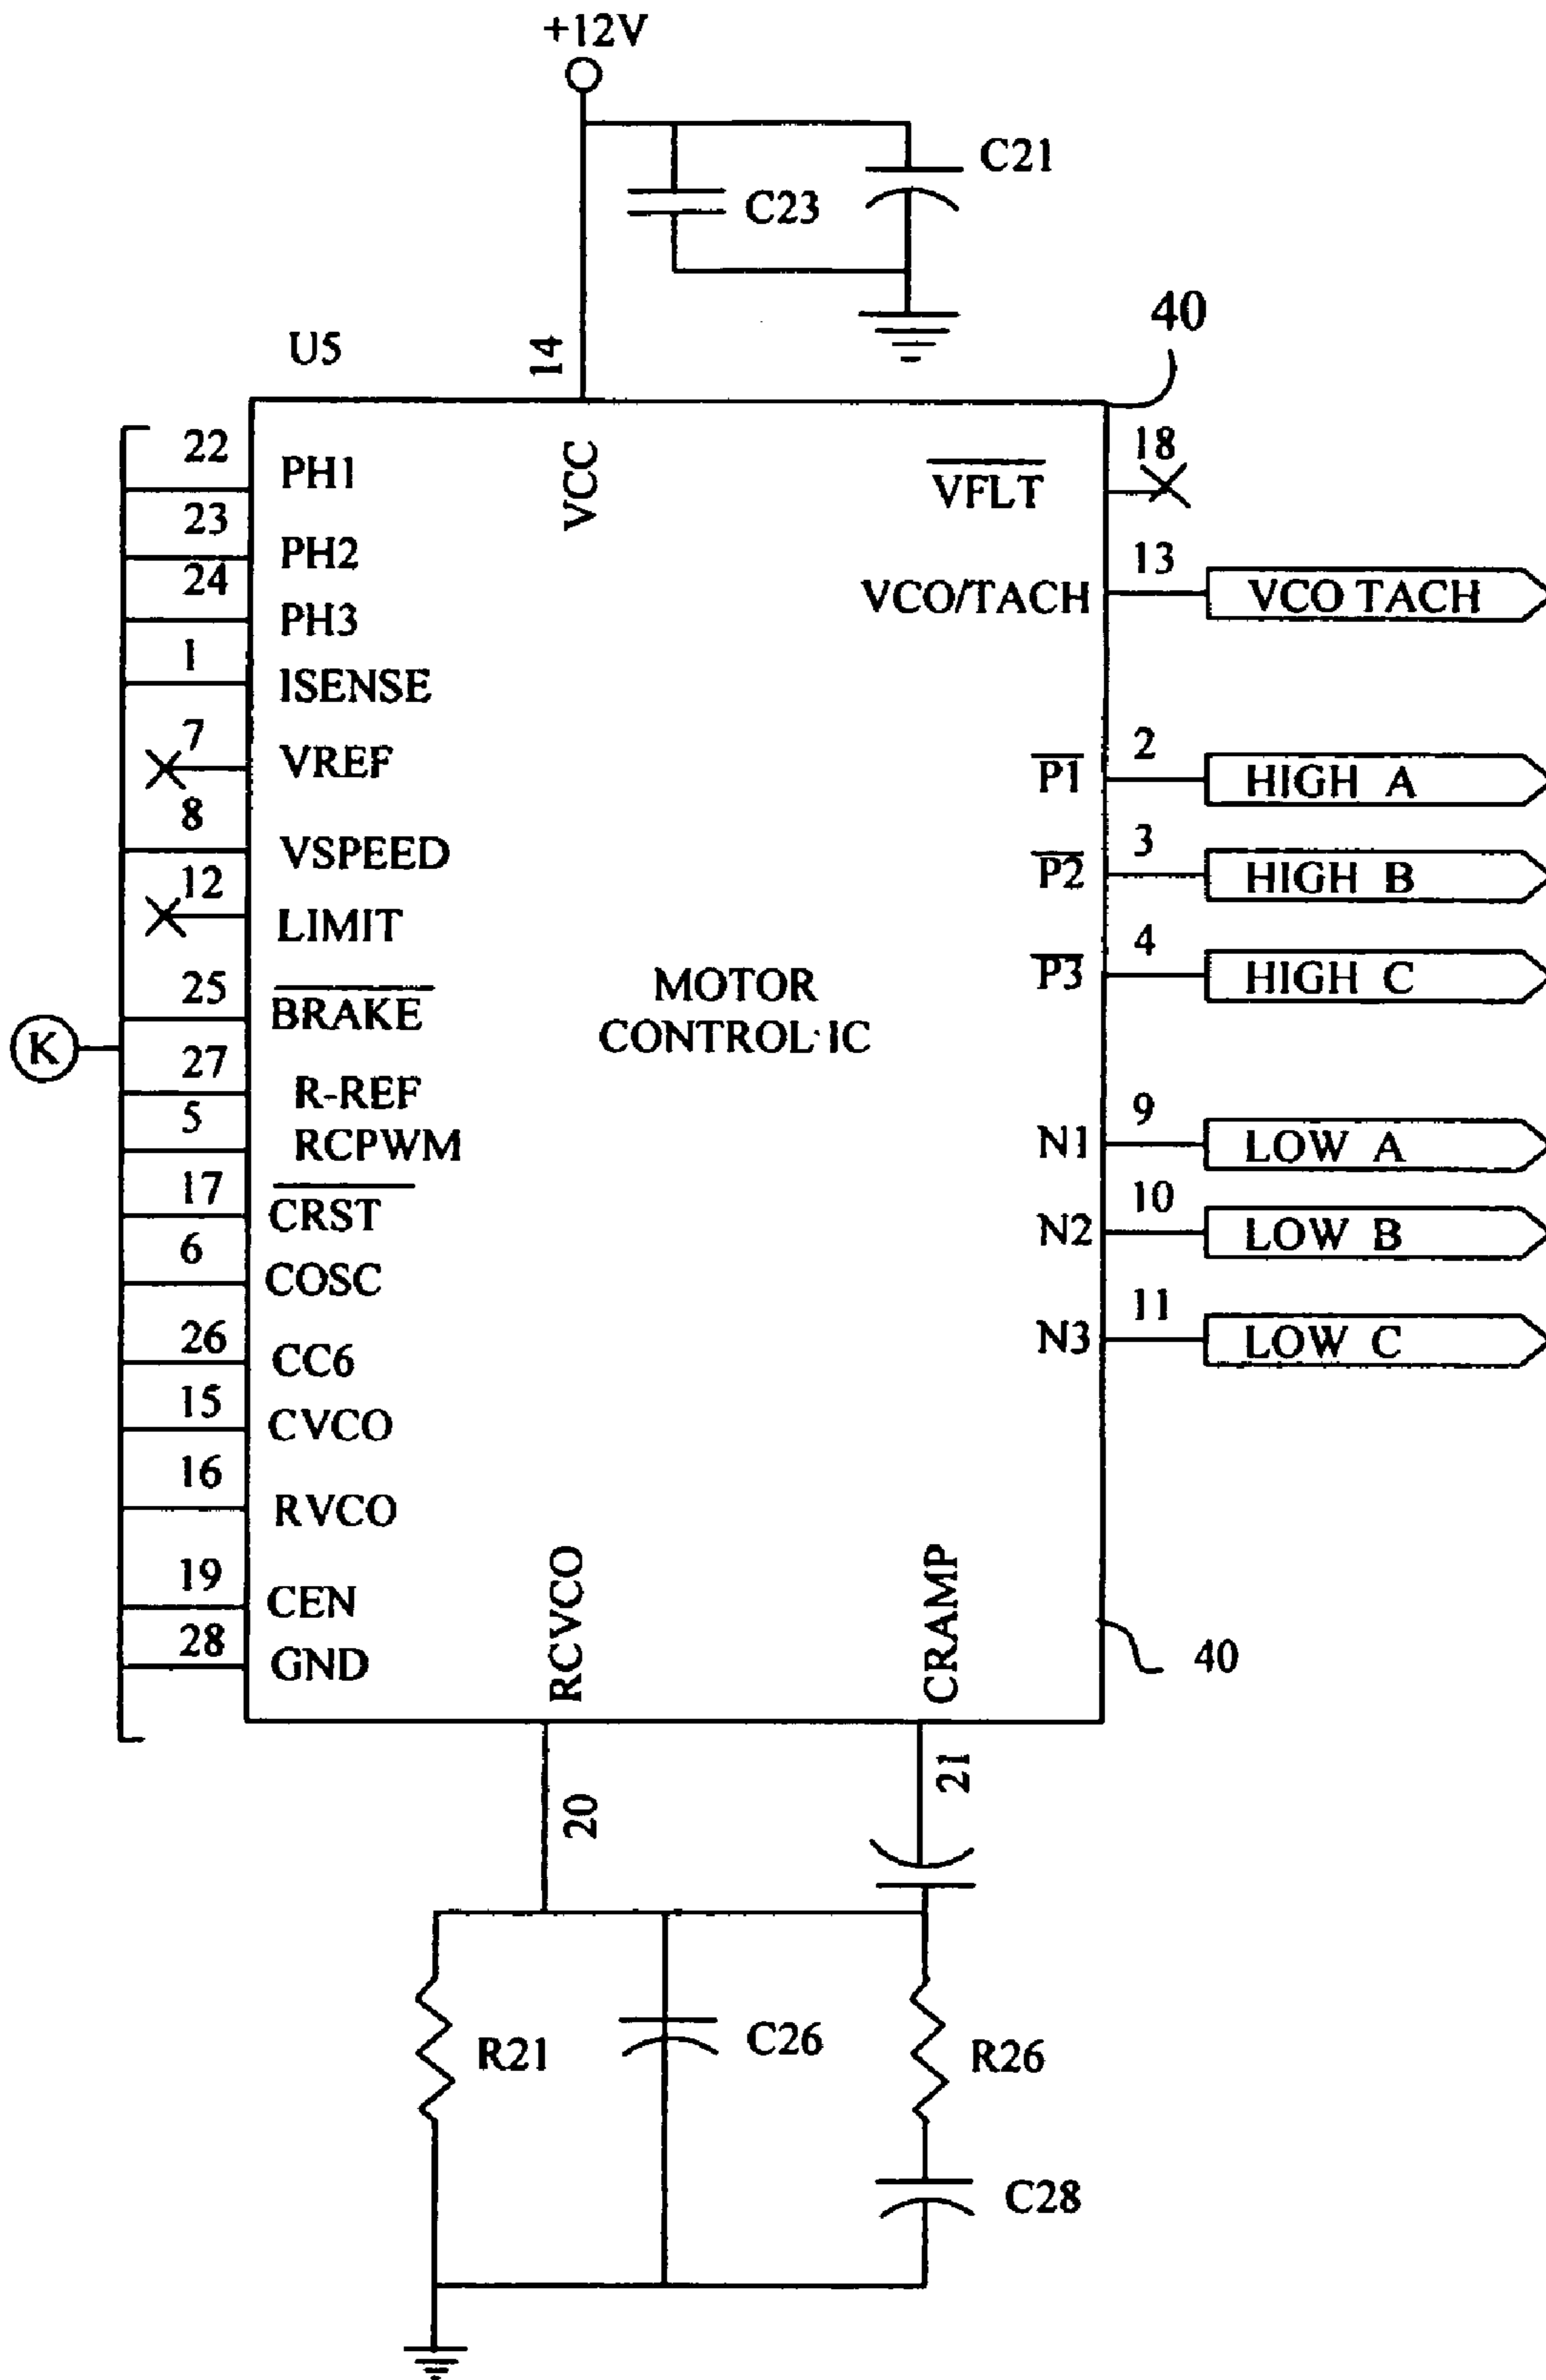 +12V
C21
C23
40
U5
14
VCC
22
PH1
23
PH2
24
PH3
1
ISENSE
7
VREF
8
VSPEED
12
LIMIT
25
BRAKE
27
R-REF
5
RCPWM
17
CRST
6
COSC
26
CC6
15
CVCO
16
RVCO
19
CEN
28
GND
K
MOTOR
CONTROL IC
VFLT
18
VCO/TACH
13
VCO TACH
P1
2
HIGH A
P2
3
HIGH B
P3
4
HIGH C
N1
9
LOW A
N2
10
LOW B
N3
11
LOW C
RCVCO
CRAMP
40
20
21
R21
C26
R26
C28